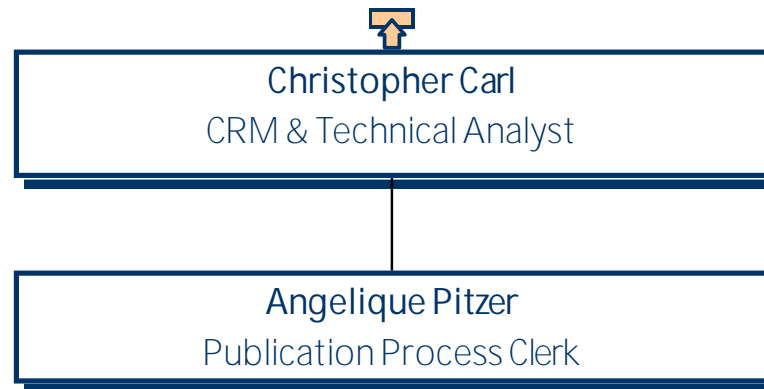 Christopher Carl
CRM & Technical Analyst
Angelique Pitzer
Publication Process Clerk